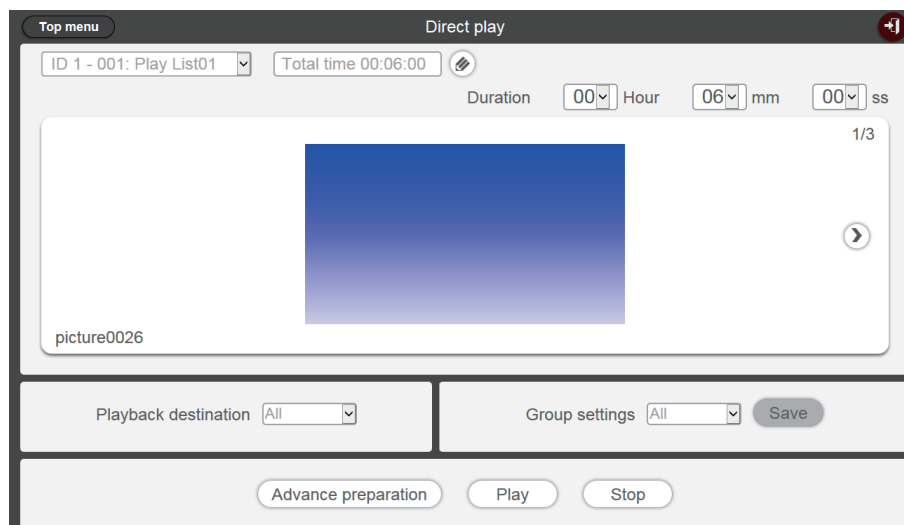 Top menu
Direct play
ID 1 - 001: Play List01
Total time 00:06:00
Duration 00 Hour 06 mm 00 ss
1/3
picture0026
Playback destination All
Group settings All Save
Advance preparation Play Stop